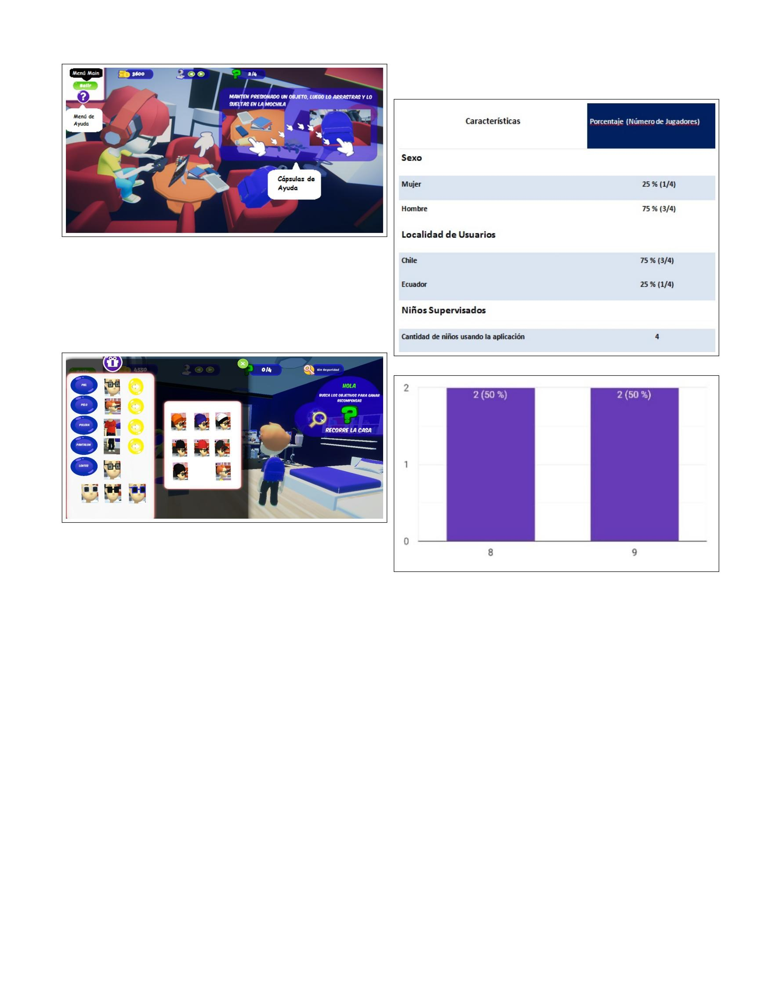 Menú Main
Salir
?
Menú de
Ayuda
3600
2/4
MANTEN PRESIONADO UN OBJETO, LUEGO LO ARRASTRAS Y LO
SUELTAS EN LA MOCHILA
Cápsulas de
Ayuda
4550
0/4
Sin Seguridad
PIEL
PELO
POLERA
PANTALON
LENTES
HOLA
BUSCA LOS OBJETIVOS PARA GANAR
RECOMPENSAS
?
RECORRE LA CASA
Características Porcentaje (Número de Jugadores)
Sexo
Mujer 25 % (1/4)
Hombre 75 % (3/4)
Localidad de Usuarios
Chile 75 % (3/4)
Ecuador 25 % (1/4)
Niños Supervisados
Cantidad de niños usando la aplicación 4
2
2 (50 %) 2 (50 %)
1
0
8 9